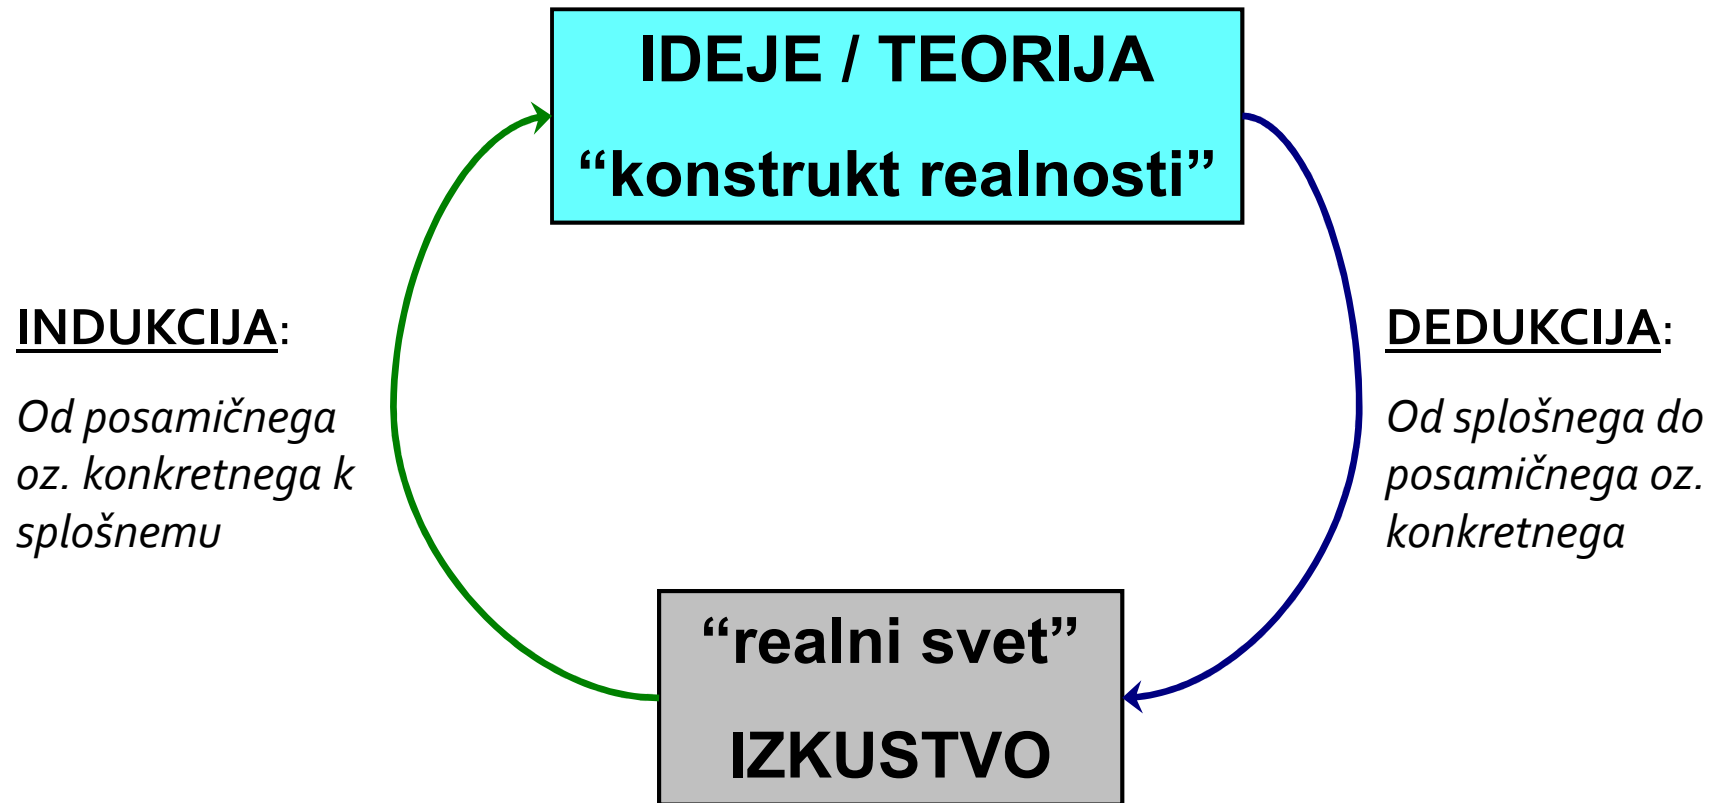 IDEJE / TEORIJA
“konstrukt realnosti”
INDUKCIJA:
Od posamičnega
oz. konkretnega k
splošnemu
DEDUKCIJA:
Od splošnega do
posamičnega oz.
konkretnega
“realni svet”
IZKUSTVO